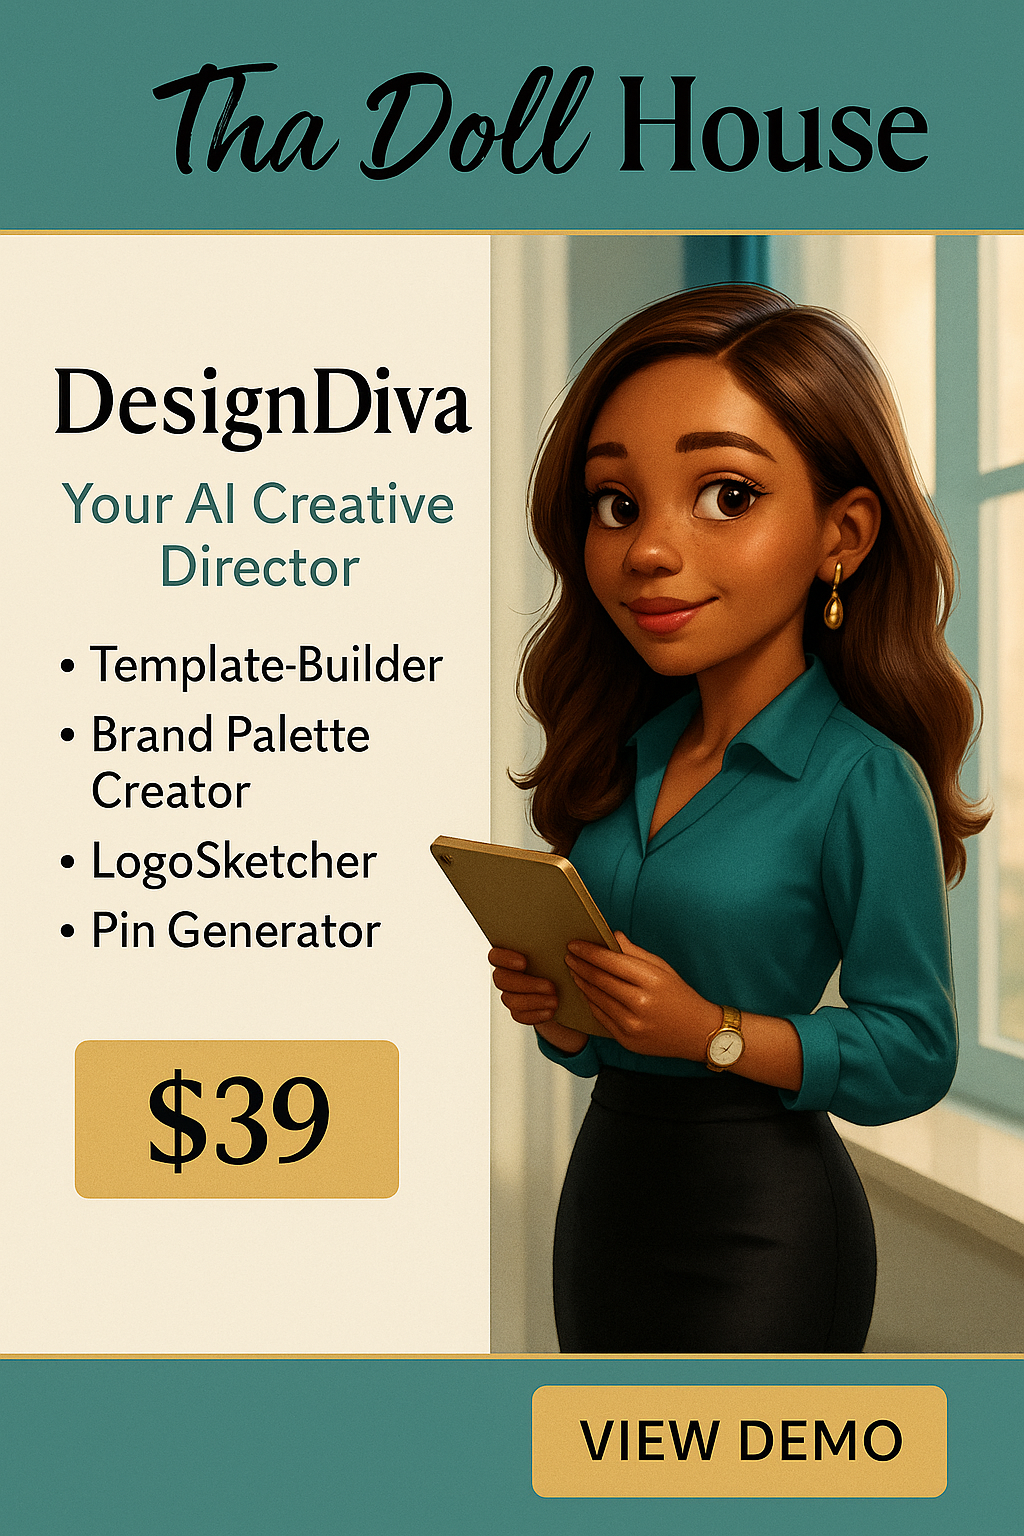 Tha Doll House
DesignDiva
Your AI Creative
Director
• Template-Builder
• Brand Palette
Creator
• LogoSketcher
• Pin Generator
$39
VIEW DEMO